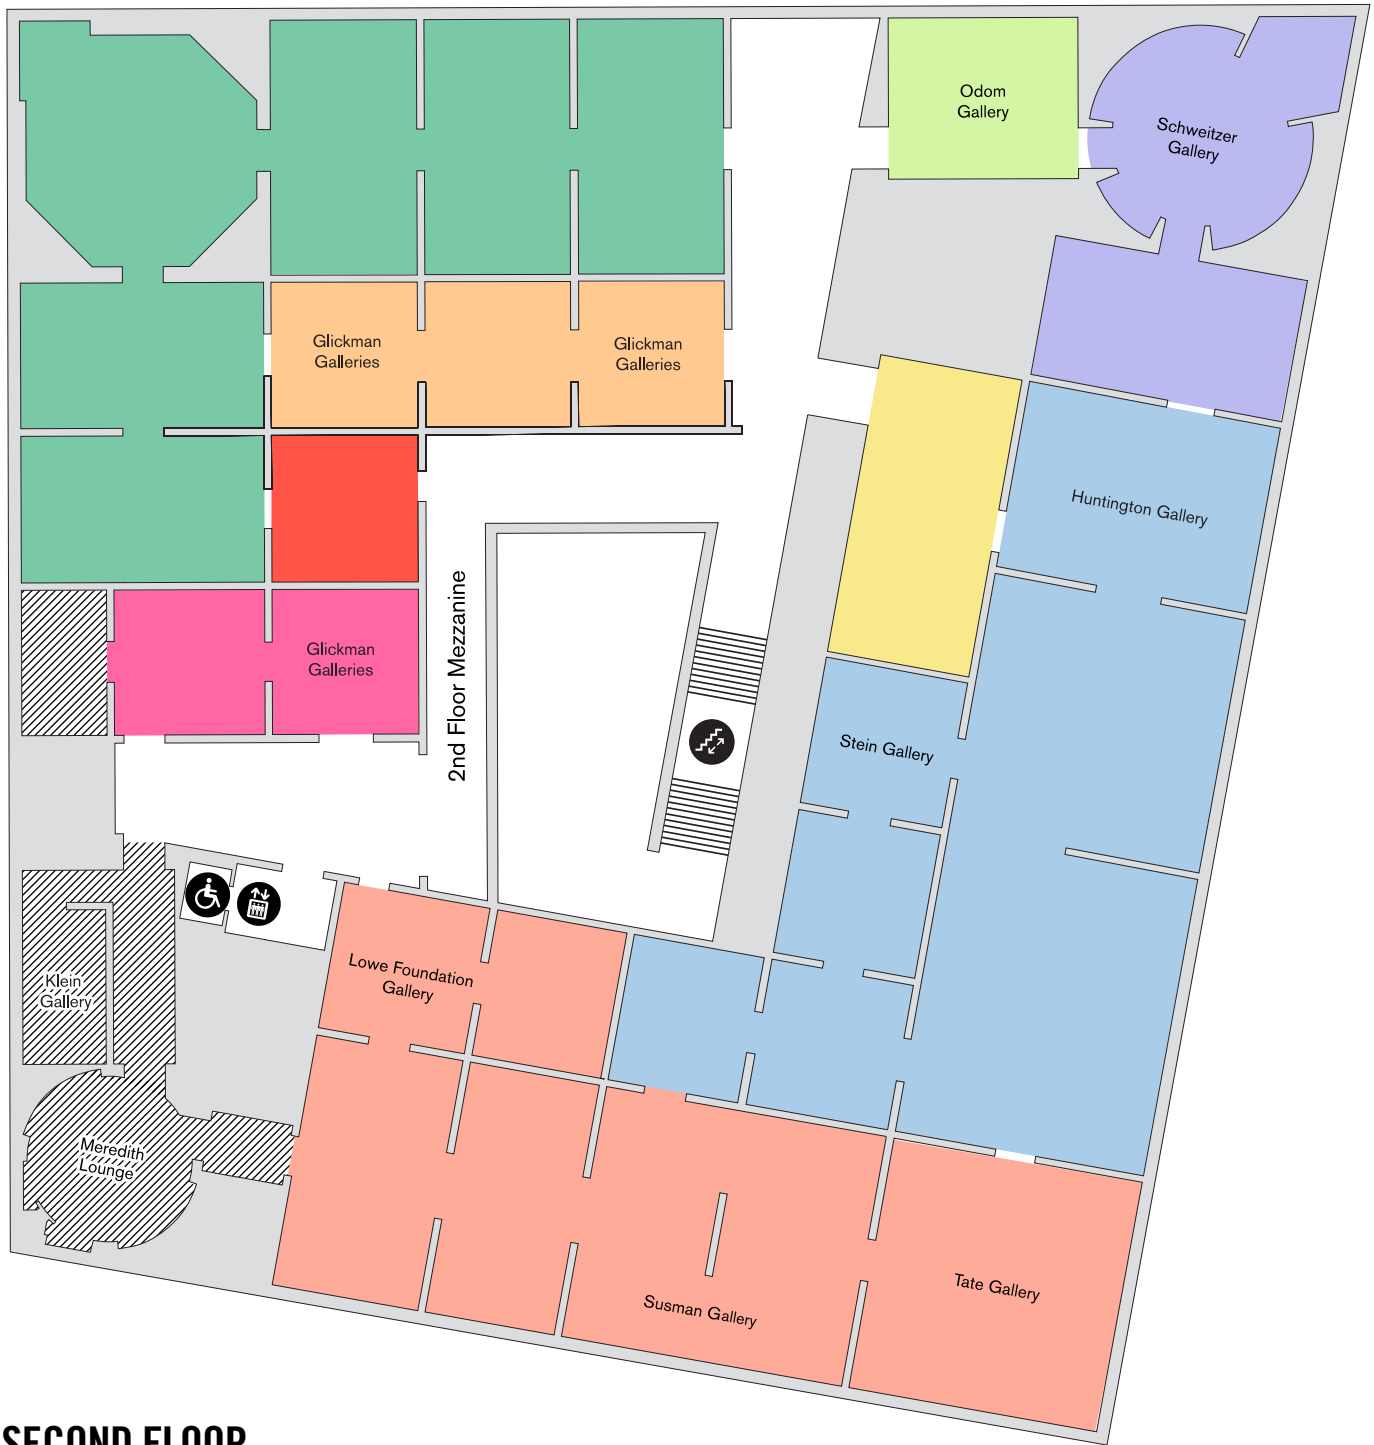 Odom
Gallery
Schweitzer
Gallery
Glickman
Galleries
Glickman
Galleries
Huntington Gallery
Glickman
Galleries
2nd Floor Mezzanine
Stein Gallery
Klein
Gallery
Lowe Foundation
Gallery
Meredith
Lounge
Susman Gallery
Tate Gallery
SECOND FLOOR